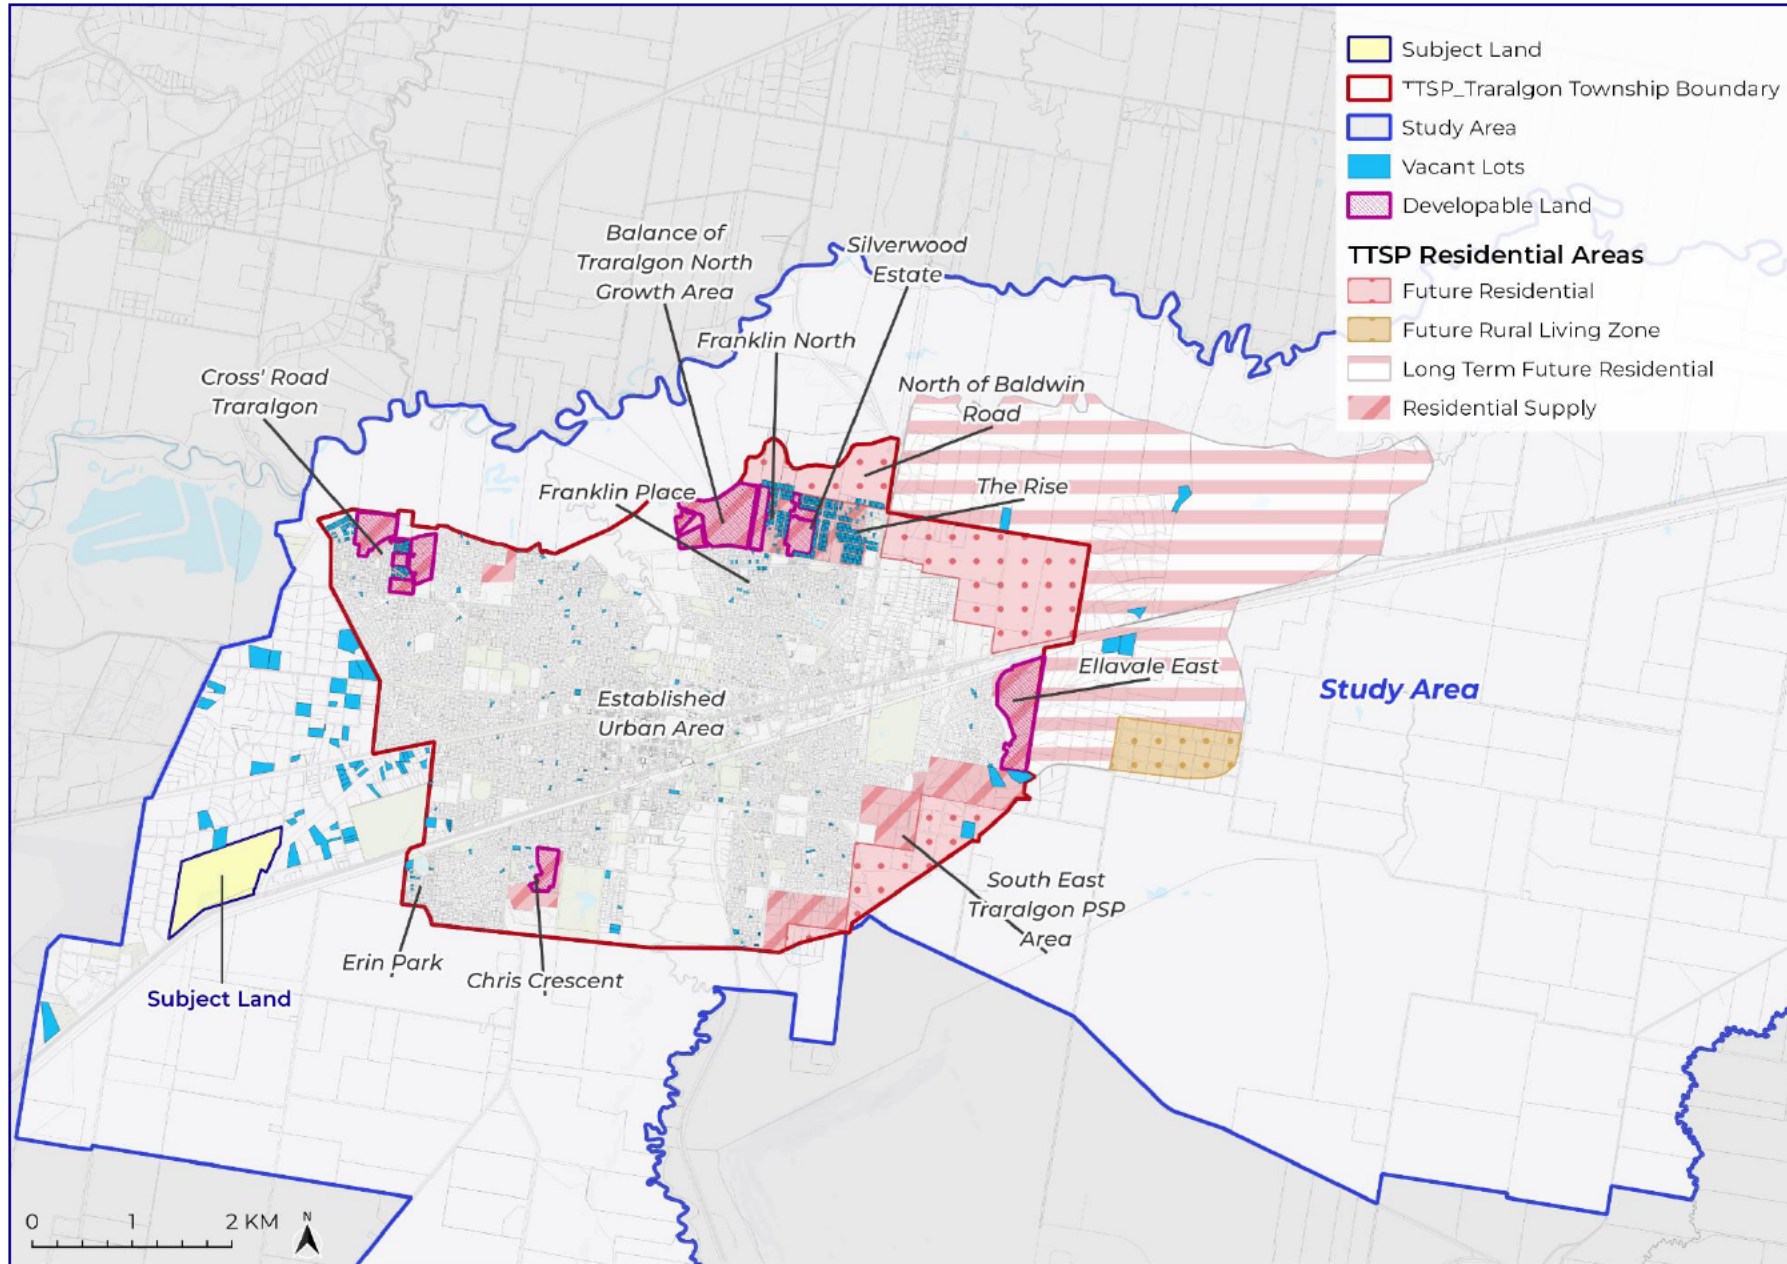 Subject Land
TTSP_Traralgon Township Boundary
Study Area
Vacant Lots
Developable Land
TTSP Residential Areas
Future Residential
Future Rural Living Zone
Long Term Future Residential
Residential Supply
Balance of
Traralgon North
Growth Area
Silverwood
Estate
Franklin North
Cross' Road
Traralgon
North of Baldwin
Road
Franklin Place
The Rise
Ellavale East
Established
Urban Area
Study Area
South East
Traralgon PSP
Area
Erin Park
Chris Crescent
Subject Land
0 1 2 KM
N